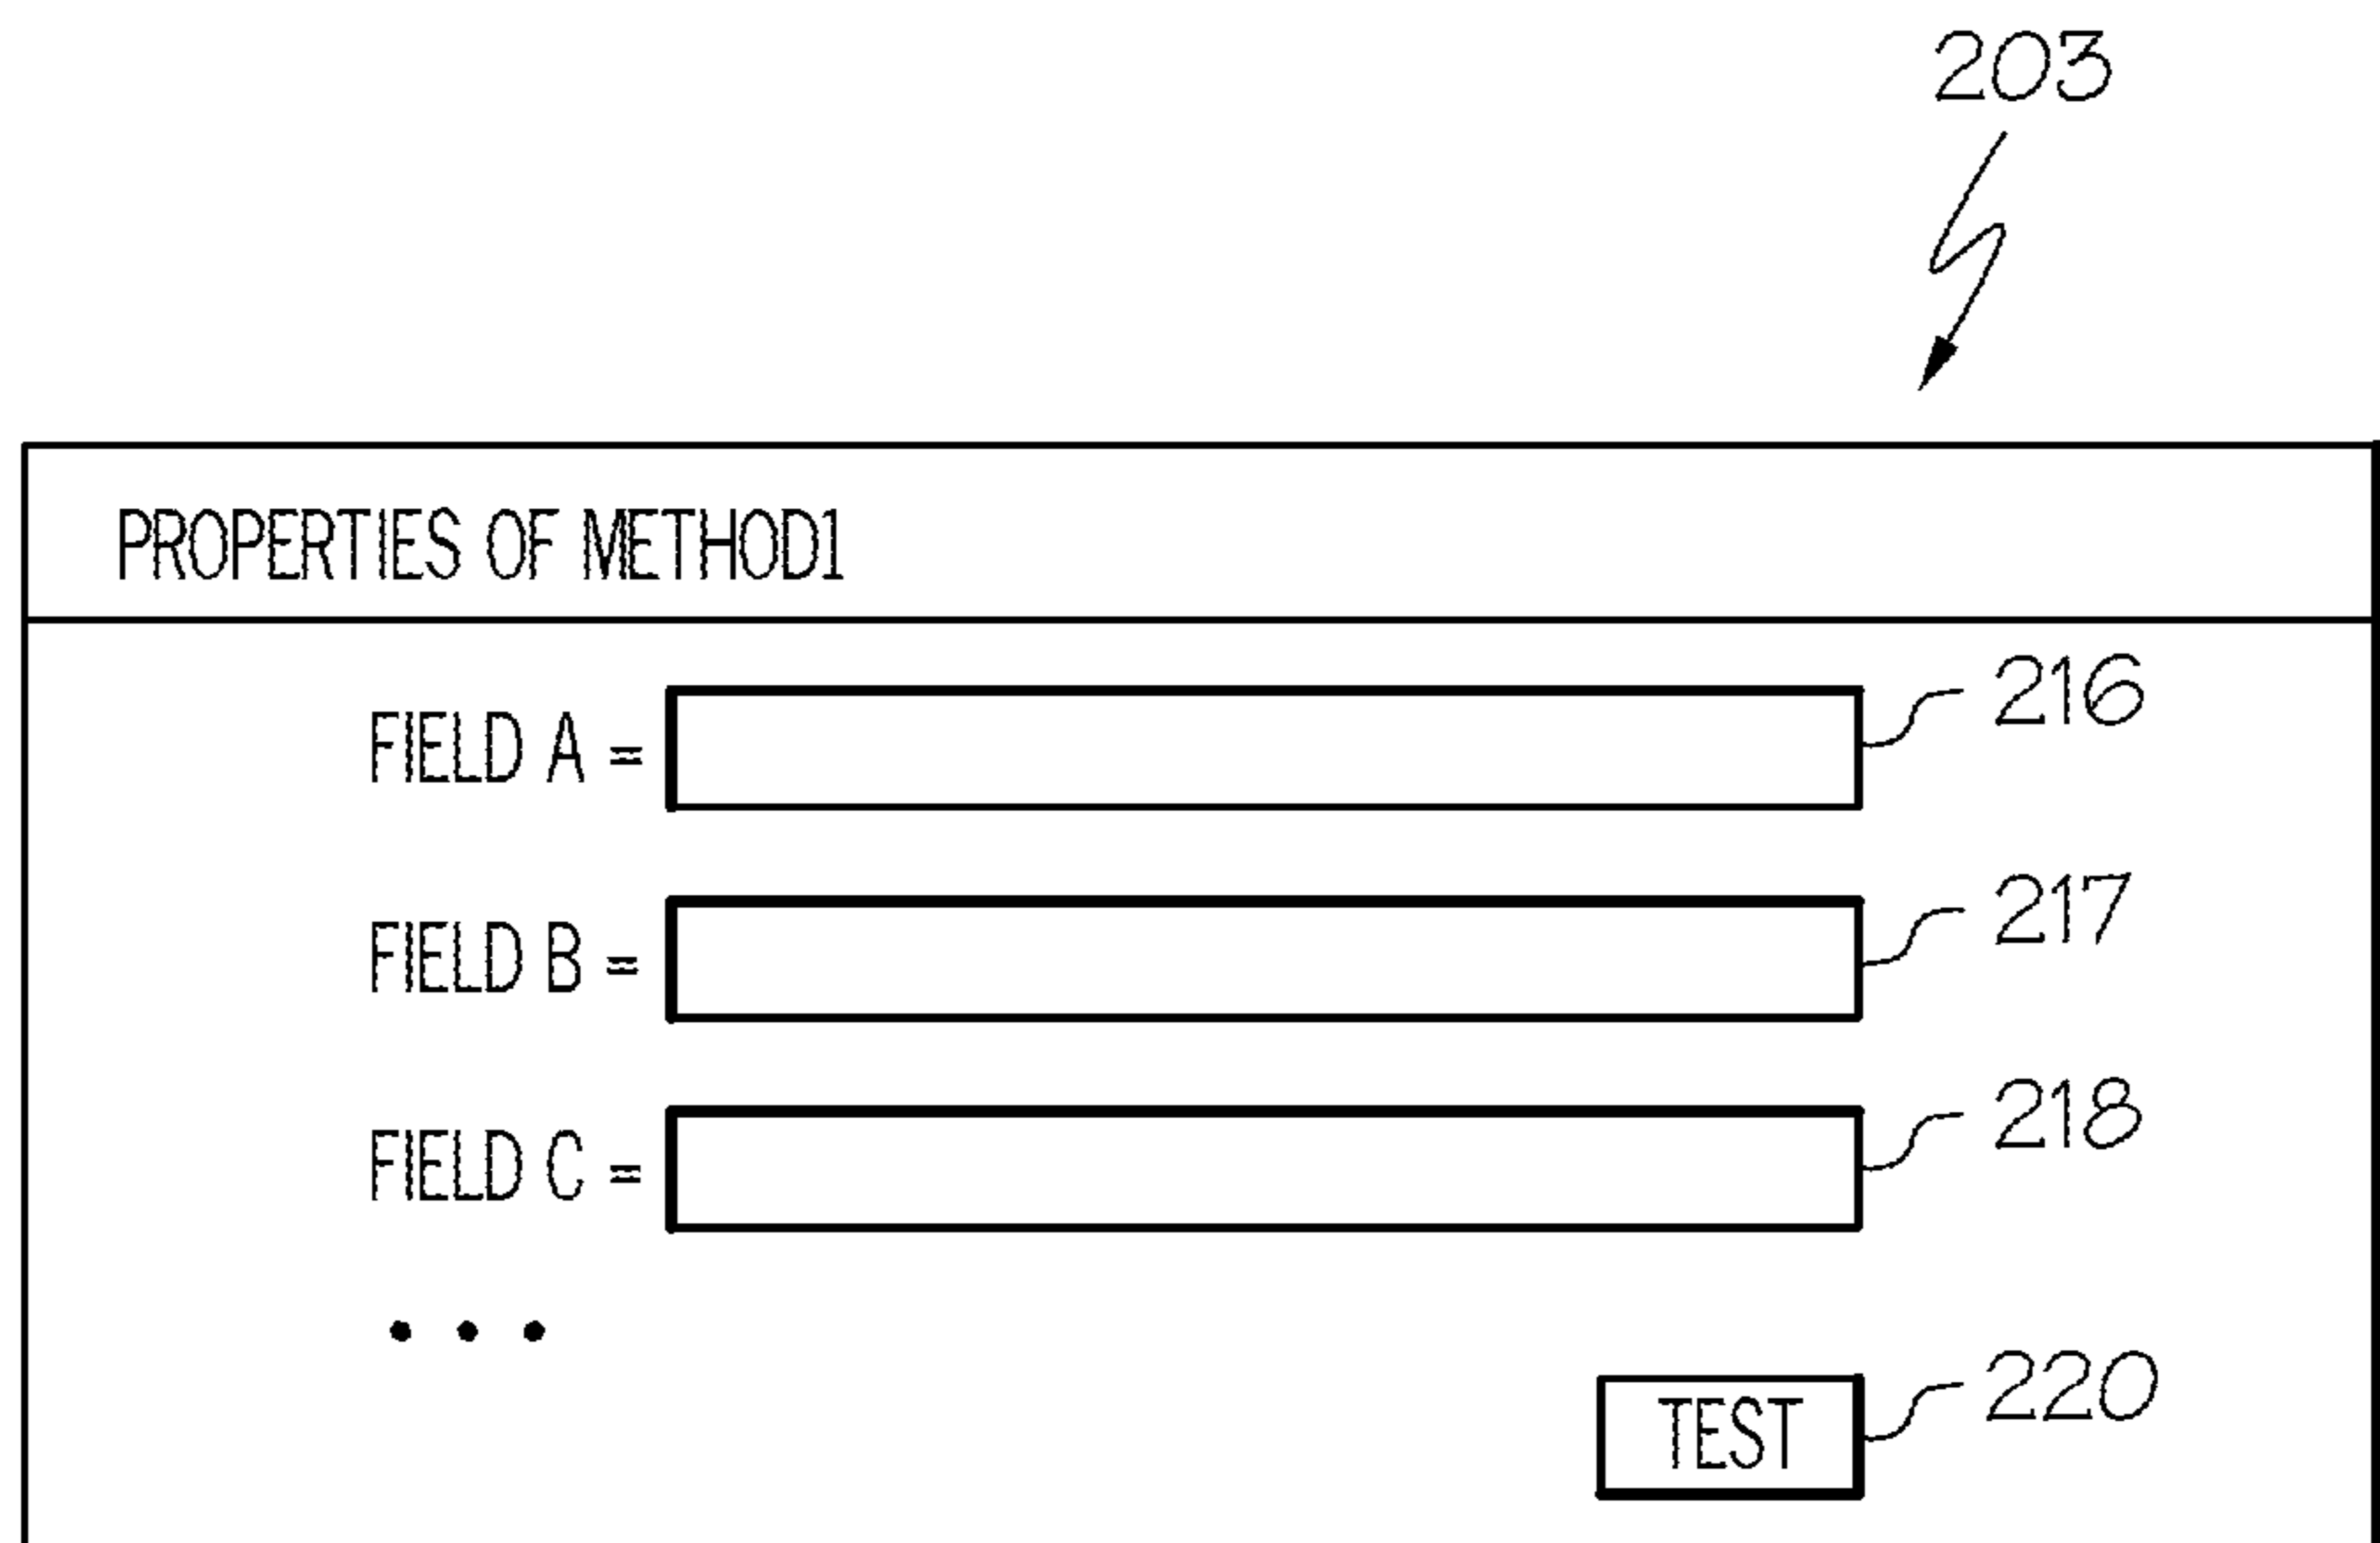 203
PROPERTIES OF METHOD1
FIELD A = 216
FIELD B = 217
FIELD C = 218
• • •
TEST 220